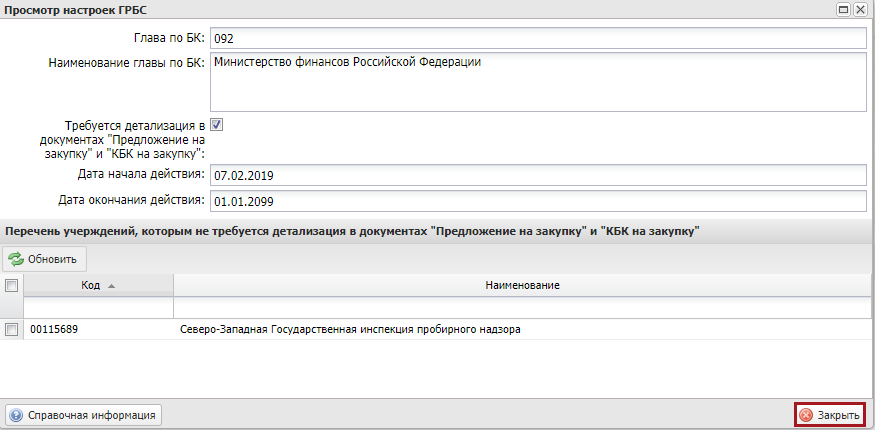 Просмотр настроек ГРБС
Глава по БК: 092
Наименование главы по БК: Министерство финансов Российской Федерации
Требуется детализация в
документах "Предложение на
закупку" и "КБК на закупку":
Дата начала действия: 07.02.2019
Дата окончания действия: 01.01.2099
Перечень учерждений, которым не требуется детализация в документах "Предложение на закупку" и "КБК на закупку"
Обновить
Код Наименование
00115689 Северо-Западная Государственная инспекция пробирного надзора
Справочная информация Закрыть